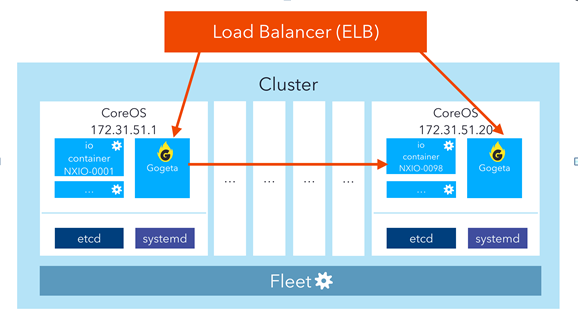 Load Balancer (ELB)
Cluster
CoreOS
172.31.51.1
io
container
NXIO-0001
...
G
Gogeta
etcd
systemd
...
...
...
...
CoreOS
172.31.51.20
io
container
NXIO-0098
...
G
Gogeta
etcd
systemd
Fleet